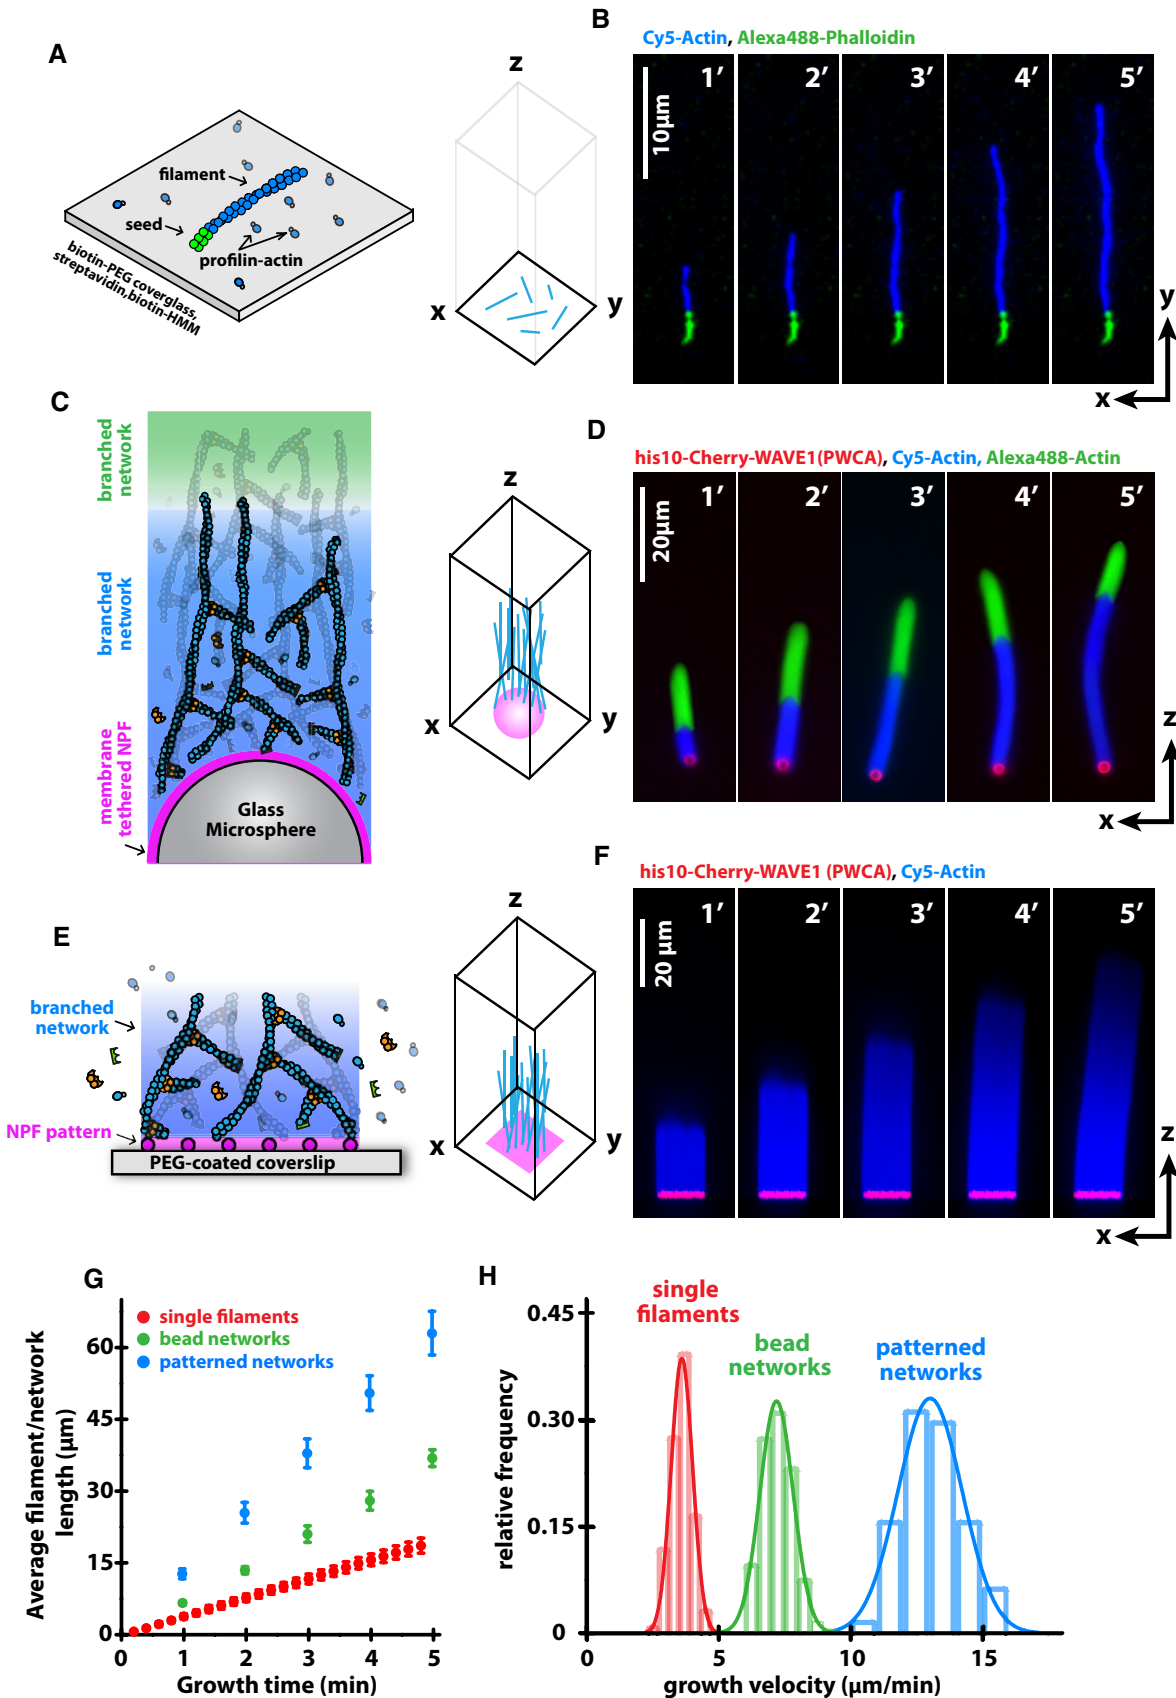 A
z
filament
seed
profilin-actin
biotin-PEG coverglass,
streptavidin,biotin-HMM
x
y
B
Cy5-Actin, Alexa488-Phalloidin
10µm
1’
2’
3’
4’
5’
y
x
C
branched
network
branched
network
membrane
tethered NPF
Glass
Microsphere
z
x
y
D
his10-Cherry-WAVE1(PWCA), Cy5-Actin, Alexa488-Actin
20µm
1’
2’
3’
4’
5’
z
x
E
branched
network
NPF pattern
PEG-coated coverslip
z
x
y
F
his10-Cherry-WAVE1 (PWCA), Cy5-Actin
20 µm
1’
2’
3’
4’
5’
z
x
G
single filaments
bead networks
patterned networks
Average filament/network
length (µm)
60
45
30
15
0
0
1
2
3
4
5
Growth time (min)
H
single
filaments
bead
networks
patterned
networks
relative frequency
0.45
0.30
0.15
0
0
5
10
15
growth velocity (µm/min)